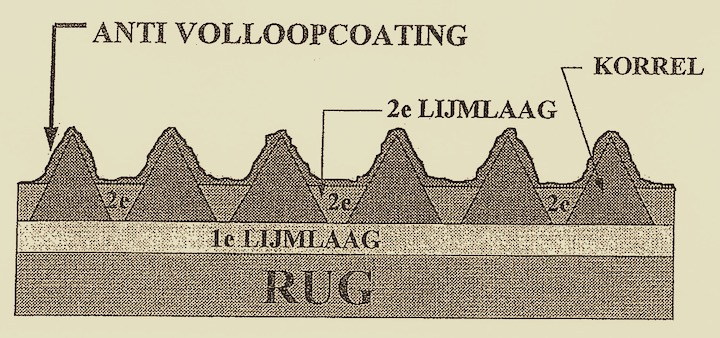 ANTI VOLLOOPCOATING
KORREL
2e LIJMLAAG
2e
2e
2e
1e LIJMLAAG
RUG